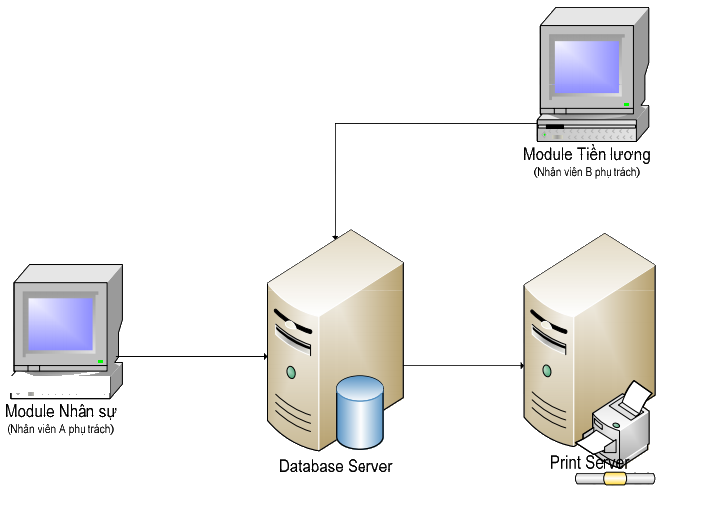 Module Tiền lương
(Nhân viên B phụ trách)
Module Nhân sự
(Nhân viên A phụ trách)
Database Server
Print Server